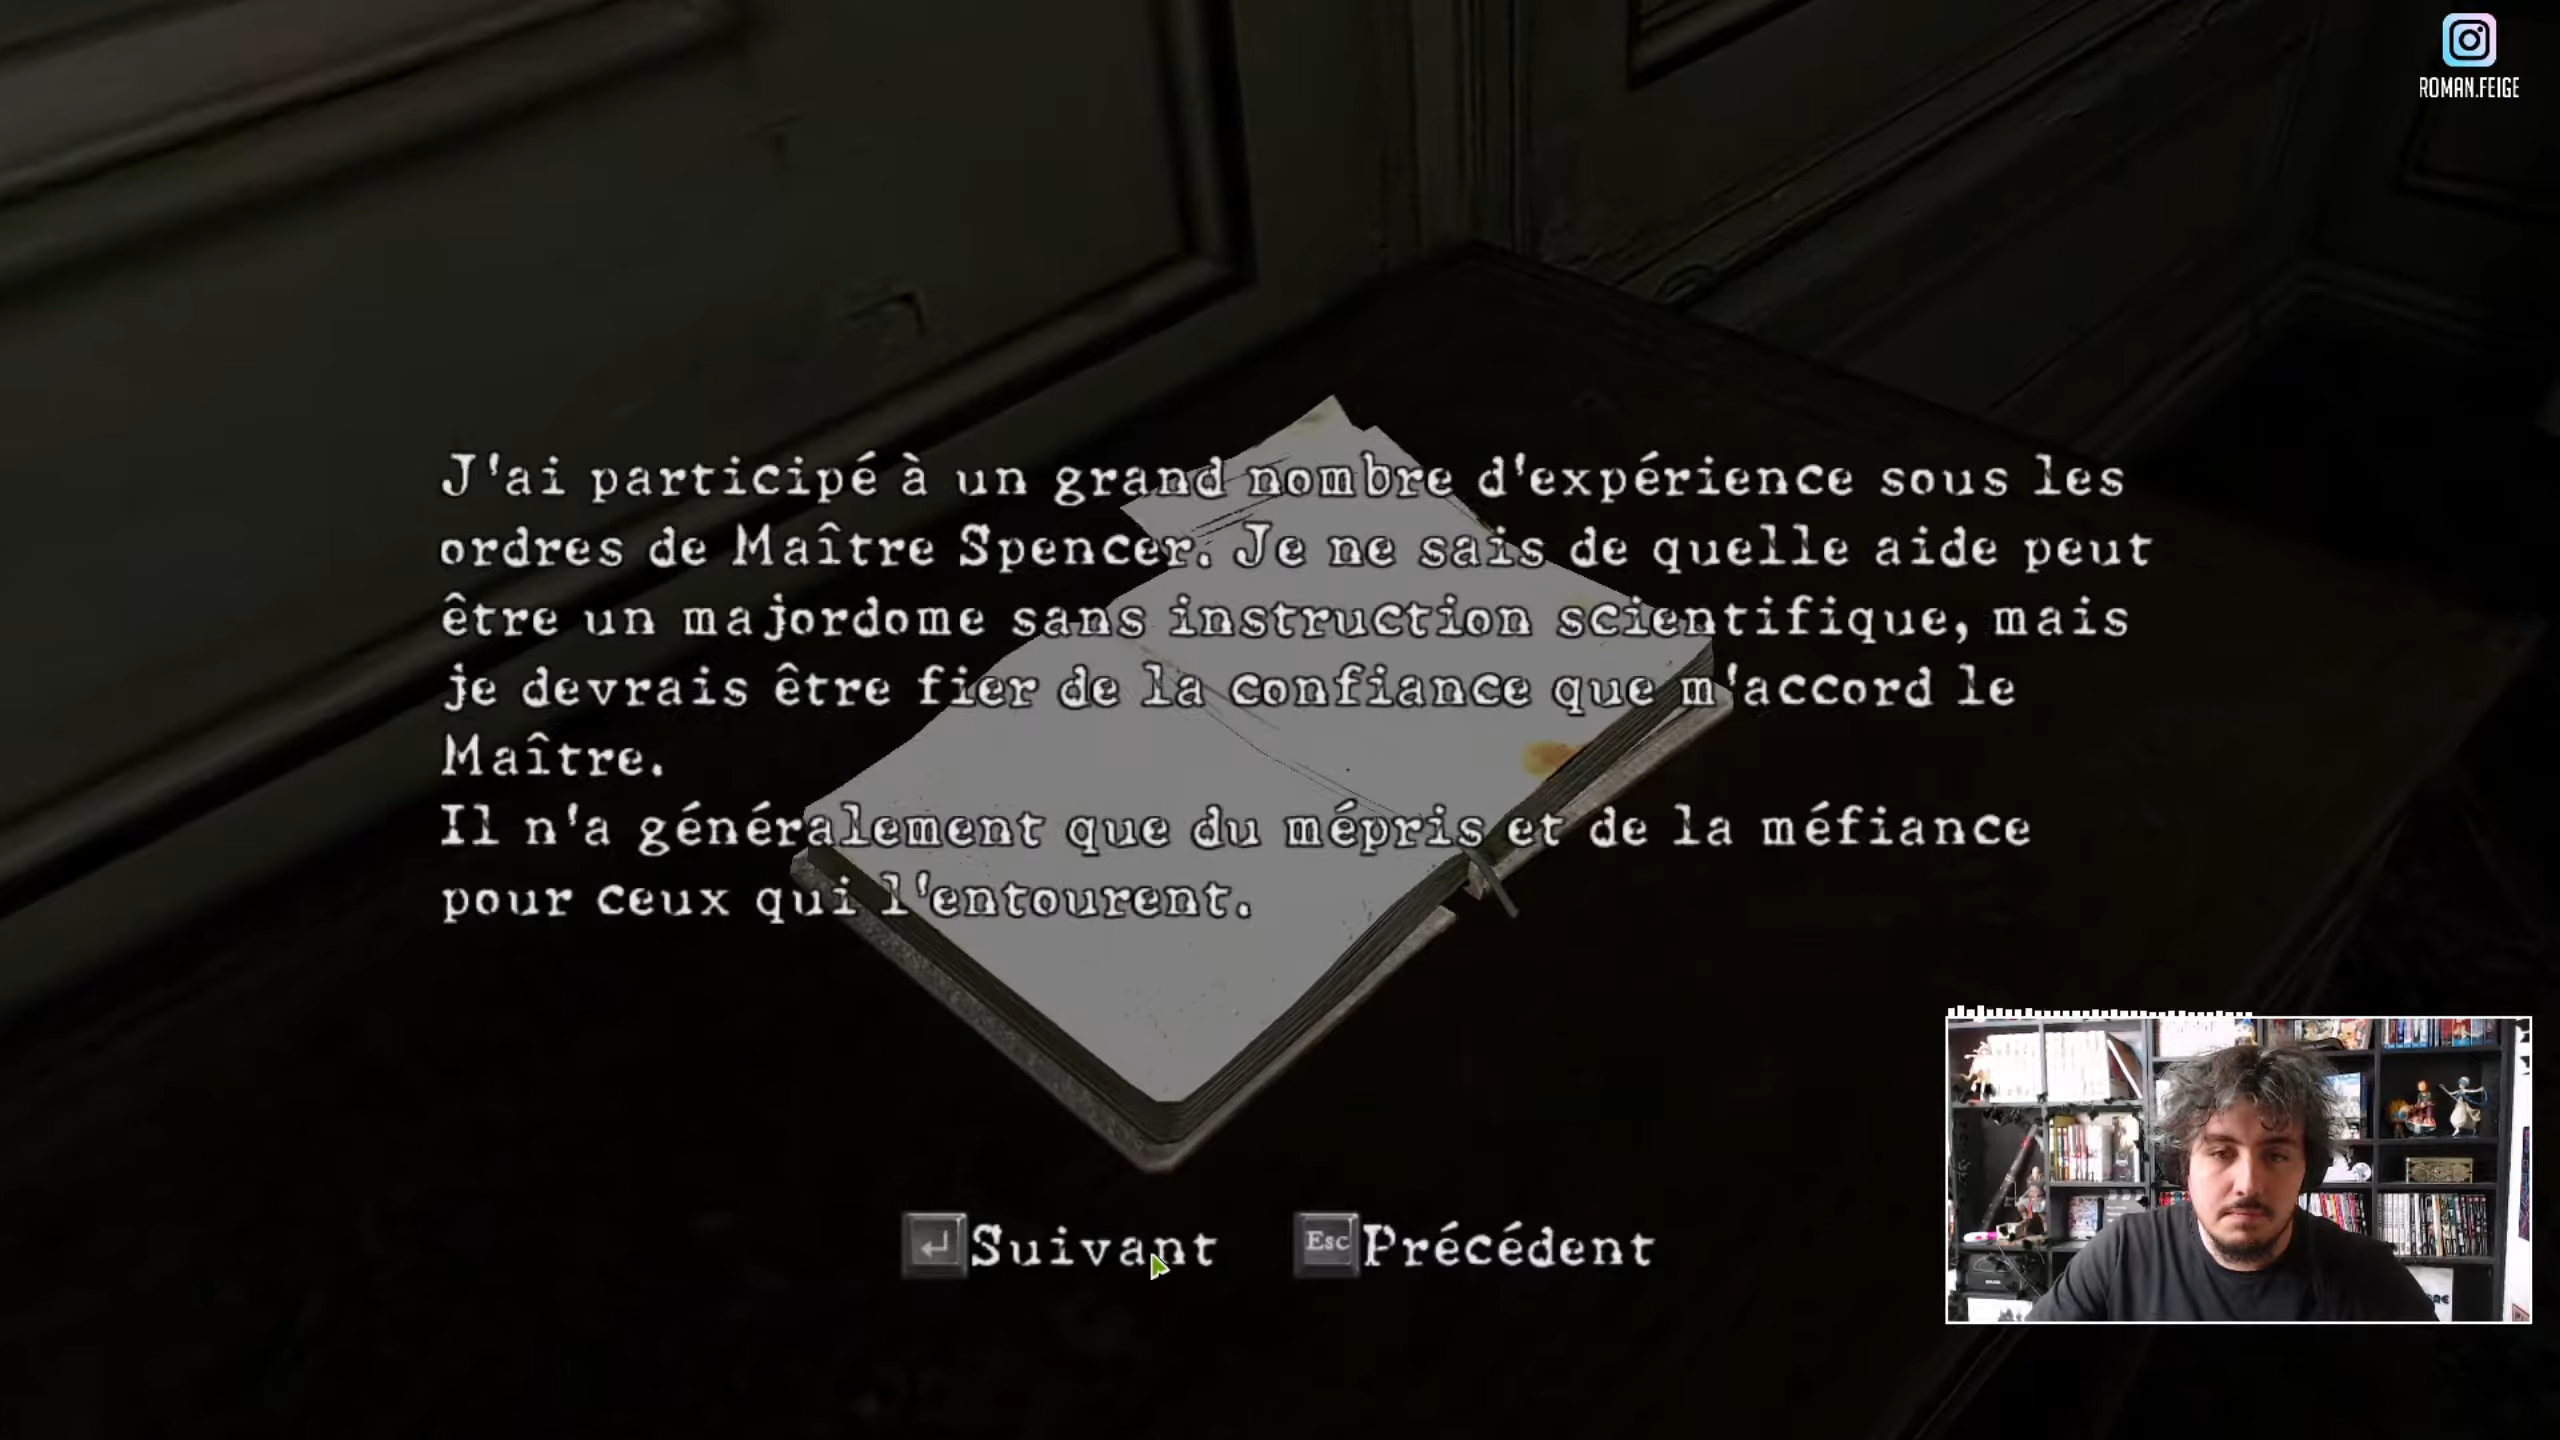 ROMAN.FEIGE
J'ai participé à un grand nombre d'expérience sous les
ordres de Maître Spencer. Je ne sais de quelle aide peut
être un majordome sans instruction scientifique, mais
je devrais être fier de la confiance que m'accord le
Maître.
Il n'a généralement que du mépris et de la méfiance
pour ceux qui l'entourent.
Suivant
Esc Précédent